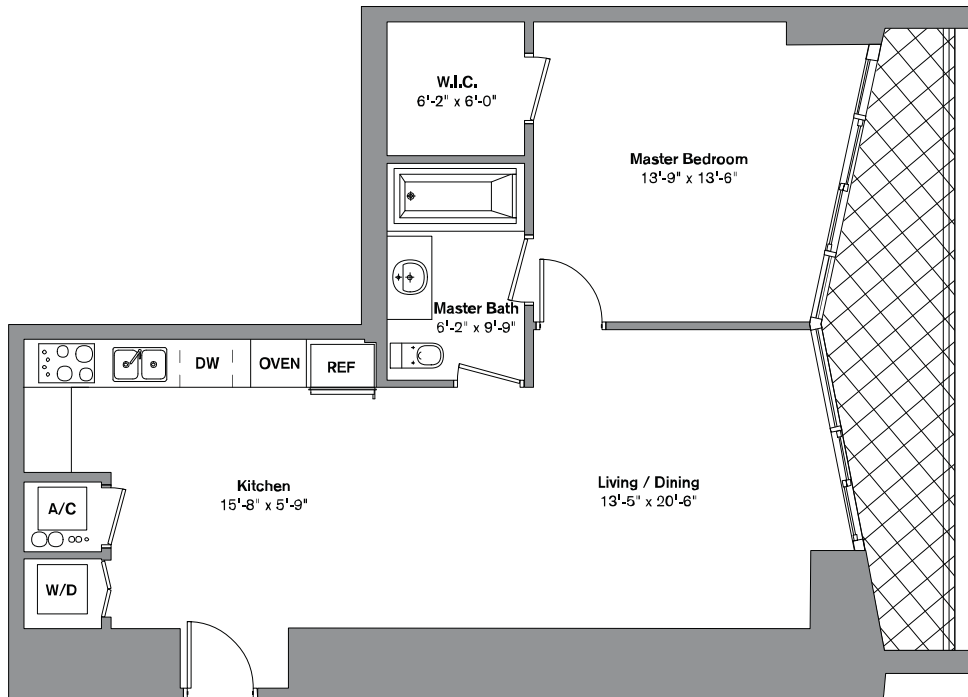 W.I.C.
6'-2" x 6'-0"
Master Bedroom
13'-9" x 13'-6"
Master Bath
6'-2" x 9'-9"
DW
OVEN
REF
Kitchen
15'-8" x 5'-9"
Living / Dining
13'-5" x 20'-6"
A/C
W/D